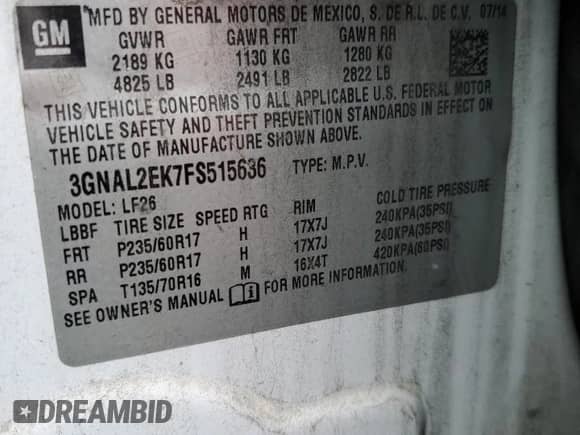 GM
MFD BY GENERAL MOTORS DE MEXICO, S. DE R.L. DE C.V. 07/14
GVWR GAWR FRT GAWR RR
2189 KG 1130 KG 1280 KG
4825 LB 2491 LB 2822 LB
THIS VEHICLE CONFORMS TO ALL APPLICABLE U.S. FEDERAL MOTOR
VEHICLE SAFETY AND THEFT PREVENTION STANDARDS IN EFFECT ON
THE DATE OF MANUFACTURE SHOWN ABOVE.
3GNAL2EK7FS515636 TYPE: M.P.V.
MODEL: LF26
LBBF TIRE SIZE SPEED RTG RIM COLD TIRE PRESSURE
FRT P235/60R17 H 17X7J 240KPA(35PSI)
RR P235/60R17 H 17X7J 240KPA(35PSI)
SPA T135/70R16 M 16X4T 420KPA(60PSI)
SEE OWNER'S MANUAL FOR MORE INFORMATION
DREAMBID